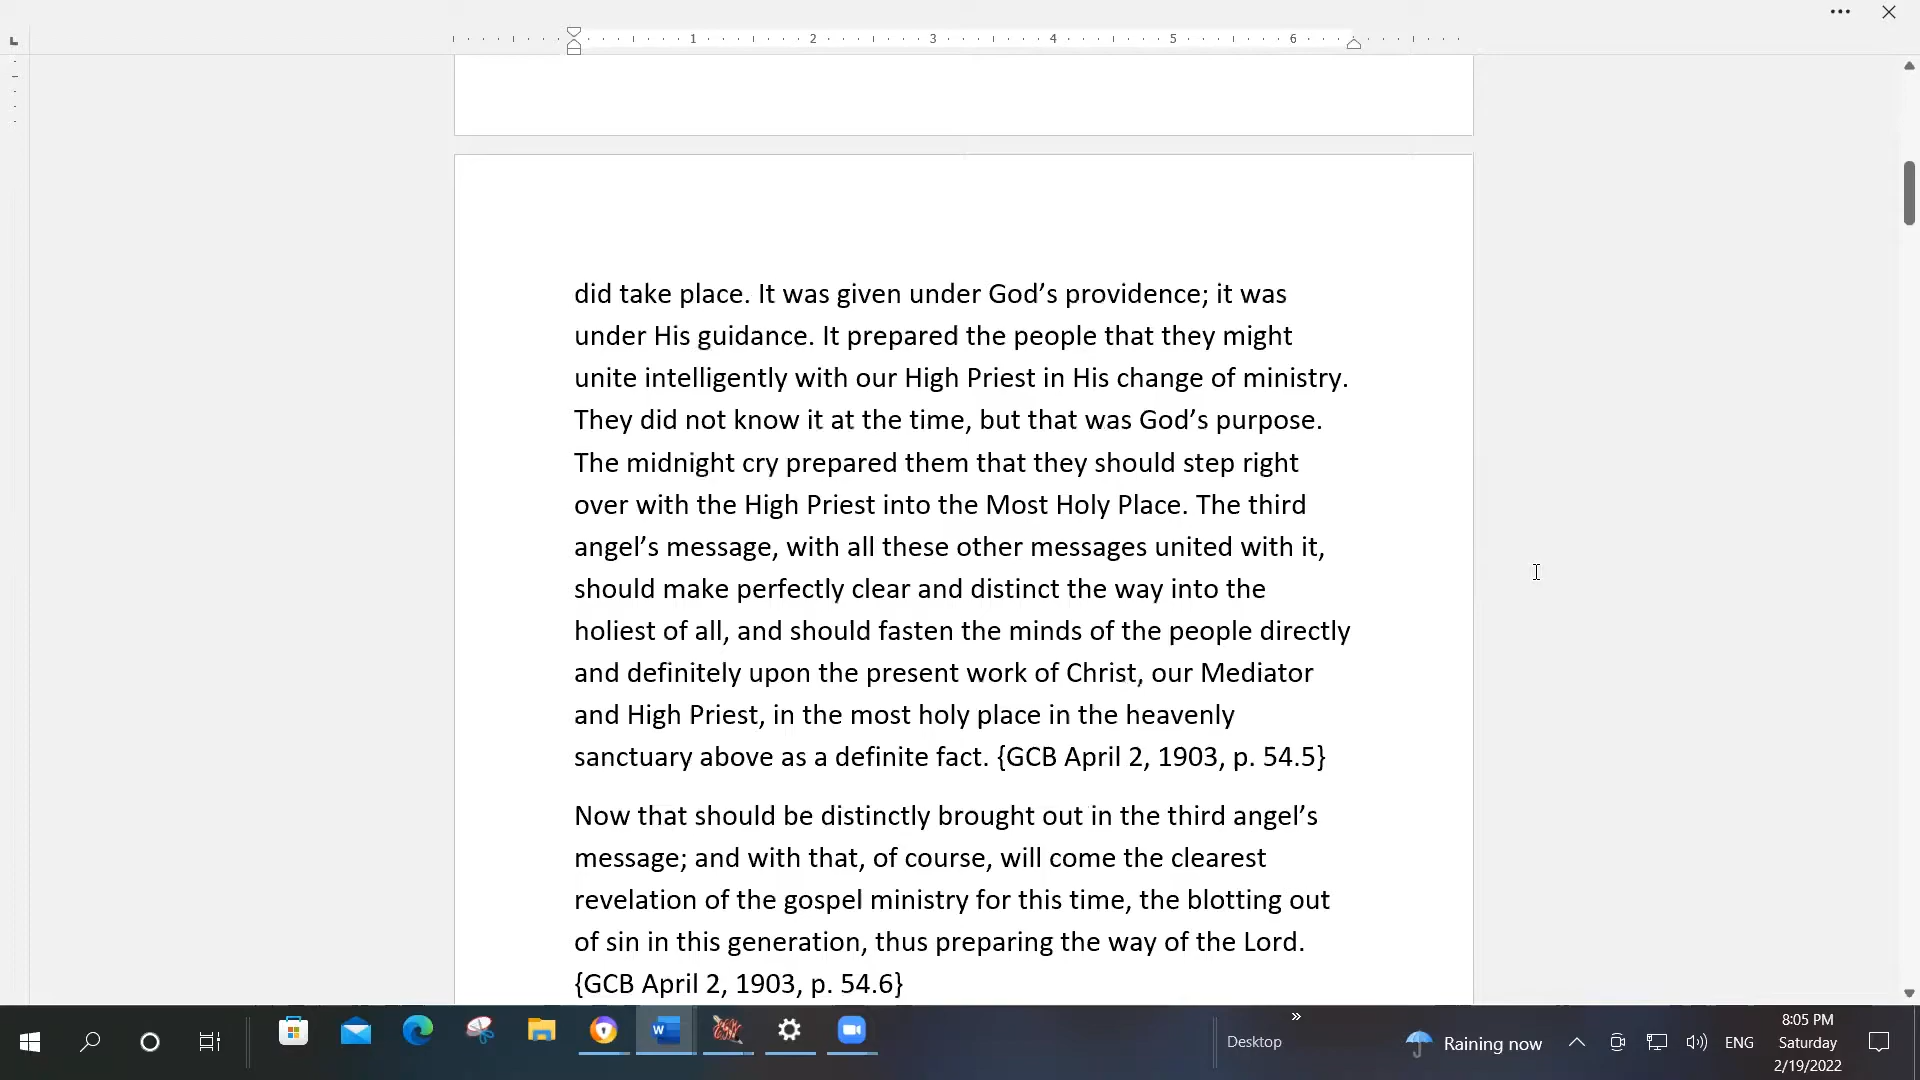 1 2 3 4 5 6
did take place. It was given under God’s providence; it was
under His guidance. It prepared the people that they might
unite intelligently with our High Priest in His change of ministry.
They did not know it at the time, but that was God’s purpose.
The midnight cry prepared them that they should step right
over with the High Priest into the Most Holy Place. The third
angel’s message, with all these other messages united with it,
should make perfectly clear and distinct the way into the
holiest of all, and should fasten the minds of the people directly
and definitely upon the present work of Christ, our Mediator
and High Priest, in the most holy place in the heavenly
sanctuary above as a definite fact. {GCB April 2, 1903, p. 54.5}
Now that should be distinctly brought out in the third angel’s
message; and with that, of course, will come the clearest
revelation of the gospel ministry for this time, the blotting out
of sin in this generation, thus preparing the way of the Lord.
{GCB April 2, 1903, p. 54.6}
Desktop
Raining now
ENG
8:05 PM
Saturday
2/19/2022